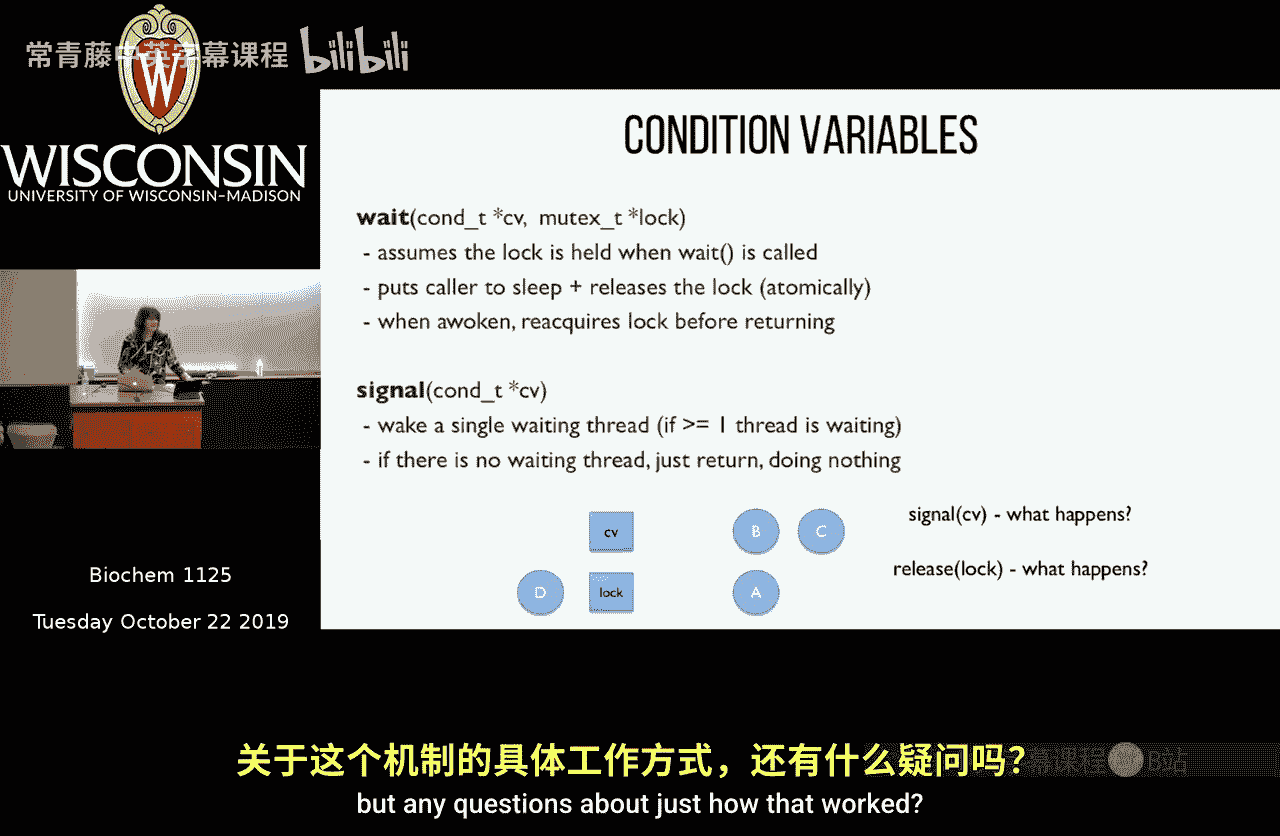 常青藤中英字幕课程 bilibili
W
WISCONSIN
UNIVERSITY OF WISCONSIN-MADISON
CONDITION VARIABLES
wait(cond_t *cv, mutex_t *lock)
- assumes the lock is held when wait() is called
- puts caller to sleep + releases the lock (atomically)
- when awoken, reacquires lock before returning
signal(cond_t *cv)
- wake a single waiting thread (if >= 1 thread is waiting)
- if there is no waiting thread, just return, doing nothing
cv B C signal(cv) - what happens?
D lock A release(lock) - what happens?
Biochem 1125
Tuesday October 22 2019
关于这个机制的具体工作方式，还有什么疑问吗？
幕课程 B站
but any questions about just how that worked?